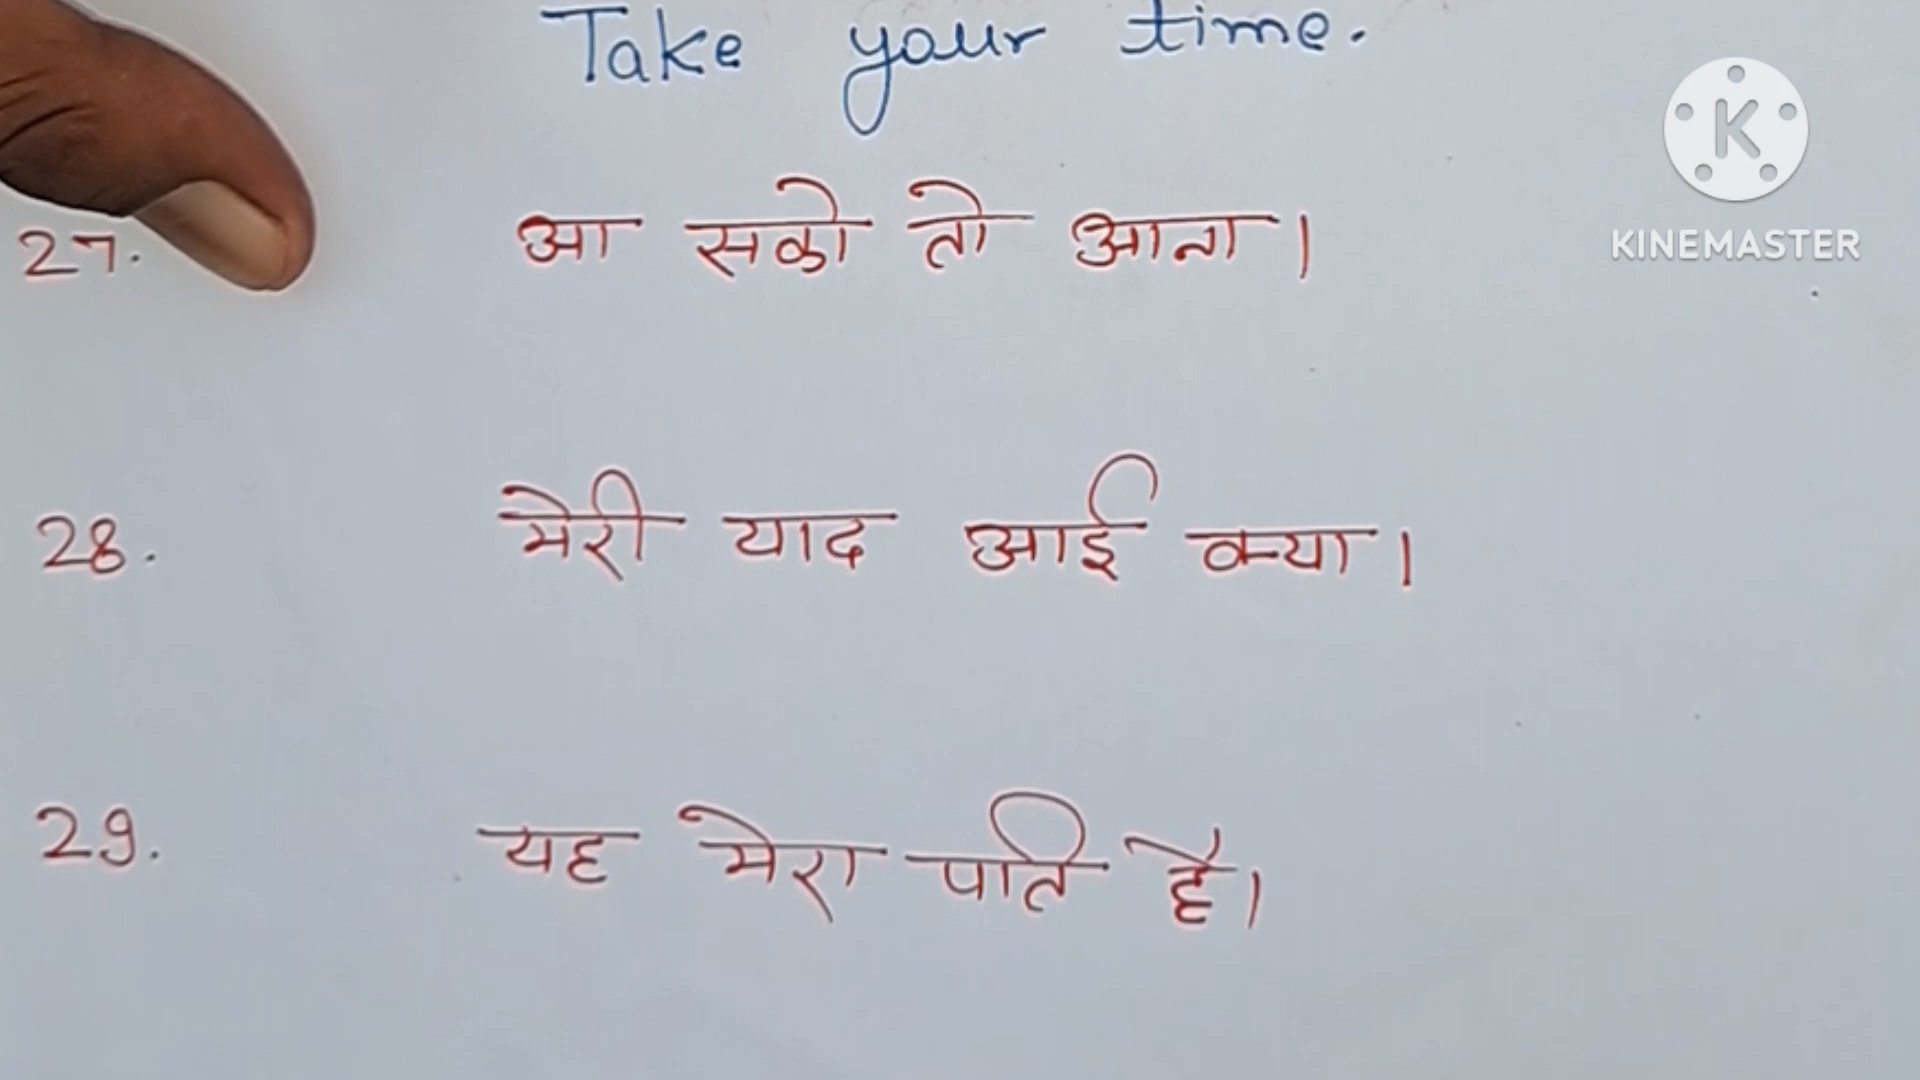 Take your time.
27. आ सको तो आना।
28. मेरी याद आई क्या।
29. यह मेरा पति है।
KINEMASTER